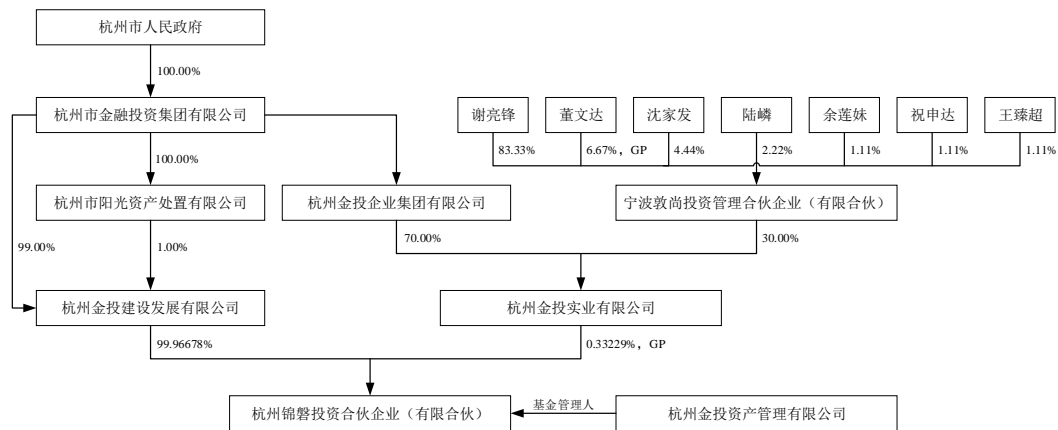 杭州市人民政府
100.00%
杭州市金融投资集团有限公司
谢亮锋
董文达
沈家发
陆嶙
余莲妹
祝申达
王臻超
83.33%
6.67%，GP
4.44%
2.22%
1.11%
1.11%
1.11%
100.00%
杭州市阳光资产处置有限公司
杭州金投企业集团有限公司
宁波敦尚投资管理合伙企业（有限合伙）
99.00%
1.00%
70.00%
30.00%
杭州金投建设发展有限公司
杭州金投实业有限公司
99.96678%
0.33229%，GP
杭州锦磐投资合伙企业（有限合伙）
基金管理人
杭州金投资产管理有限公司